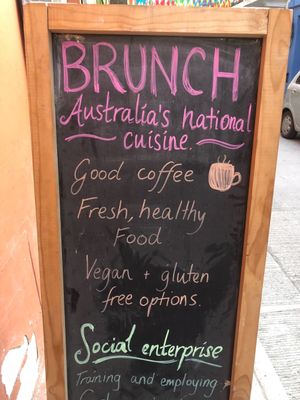 BRUNCH
Australia's national
cuisine.
Good coffee
Fresh, healthy
Food
Vegan + gluten
free options.
Social enterprise
Training and employing